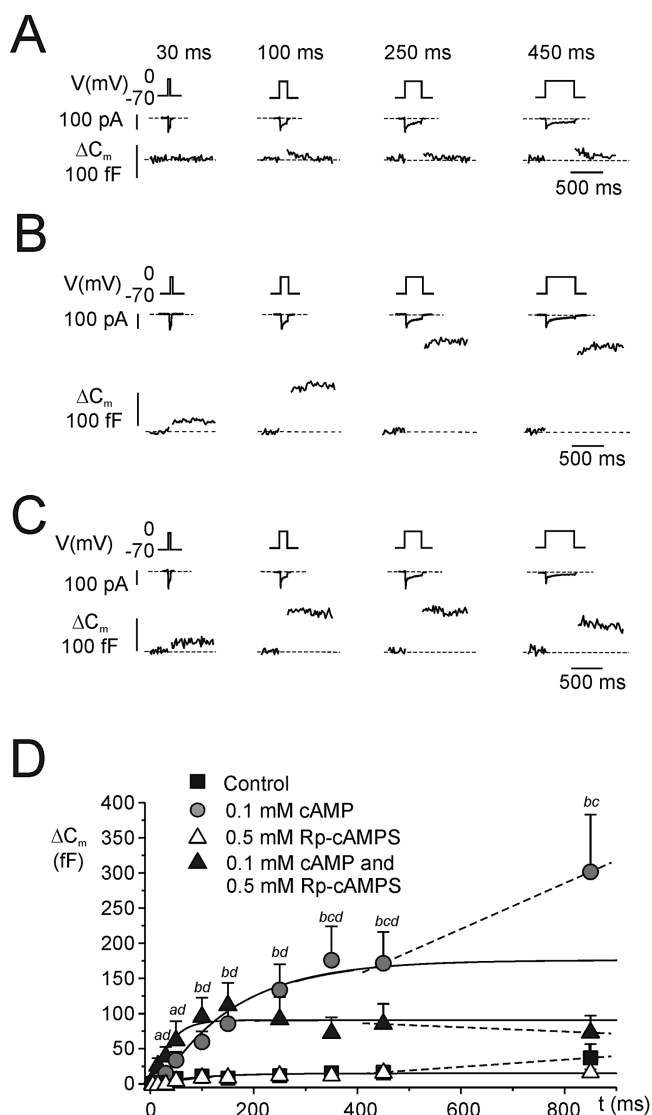 A
30 ms 100 ms 250 ms 450 ms
V(mV) 0
-70
100 pA
ΔCm
100 fF
500 ms
B
V(mV) 0
-70
100 pA
ΔCm
100 fF
500 ms
C
V(mV) 0
-70
100 pA
ΔCm
100 fF
500 ms
D
Control
0.1 mM cAMP
0.5 mM Rp-cAMPS
0.1 mM cAMP and
0.5 mM Rp-cAMPS
ΔCm
(fF)
400
350
300
250
200
150
100
50
0
ad ad bd bd bd bcd bcd bc
0 200 400 600 800 t (ms)